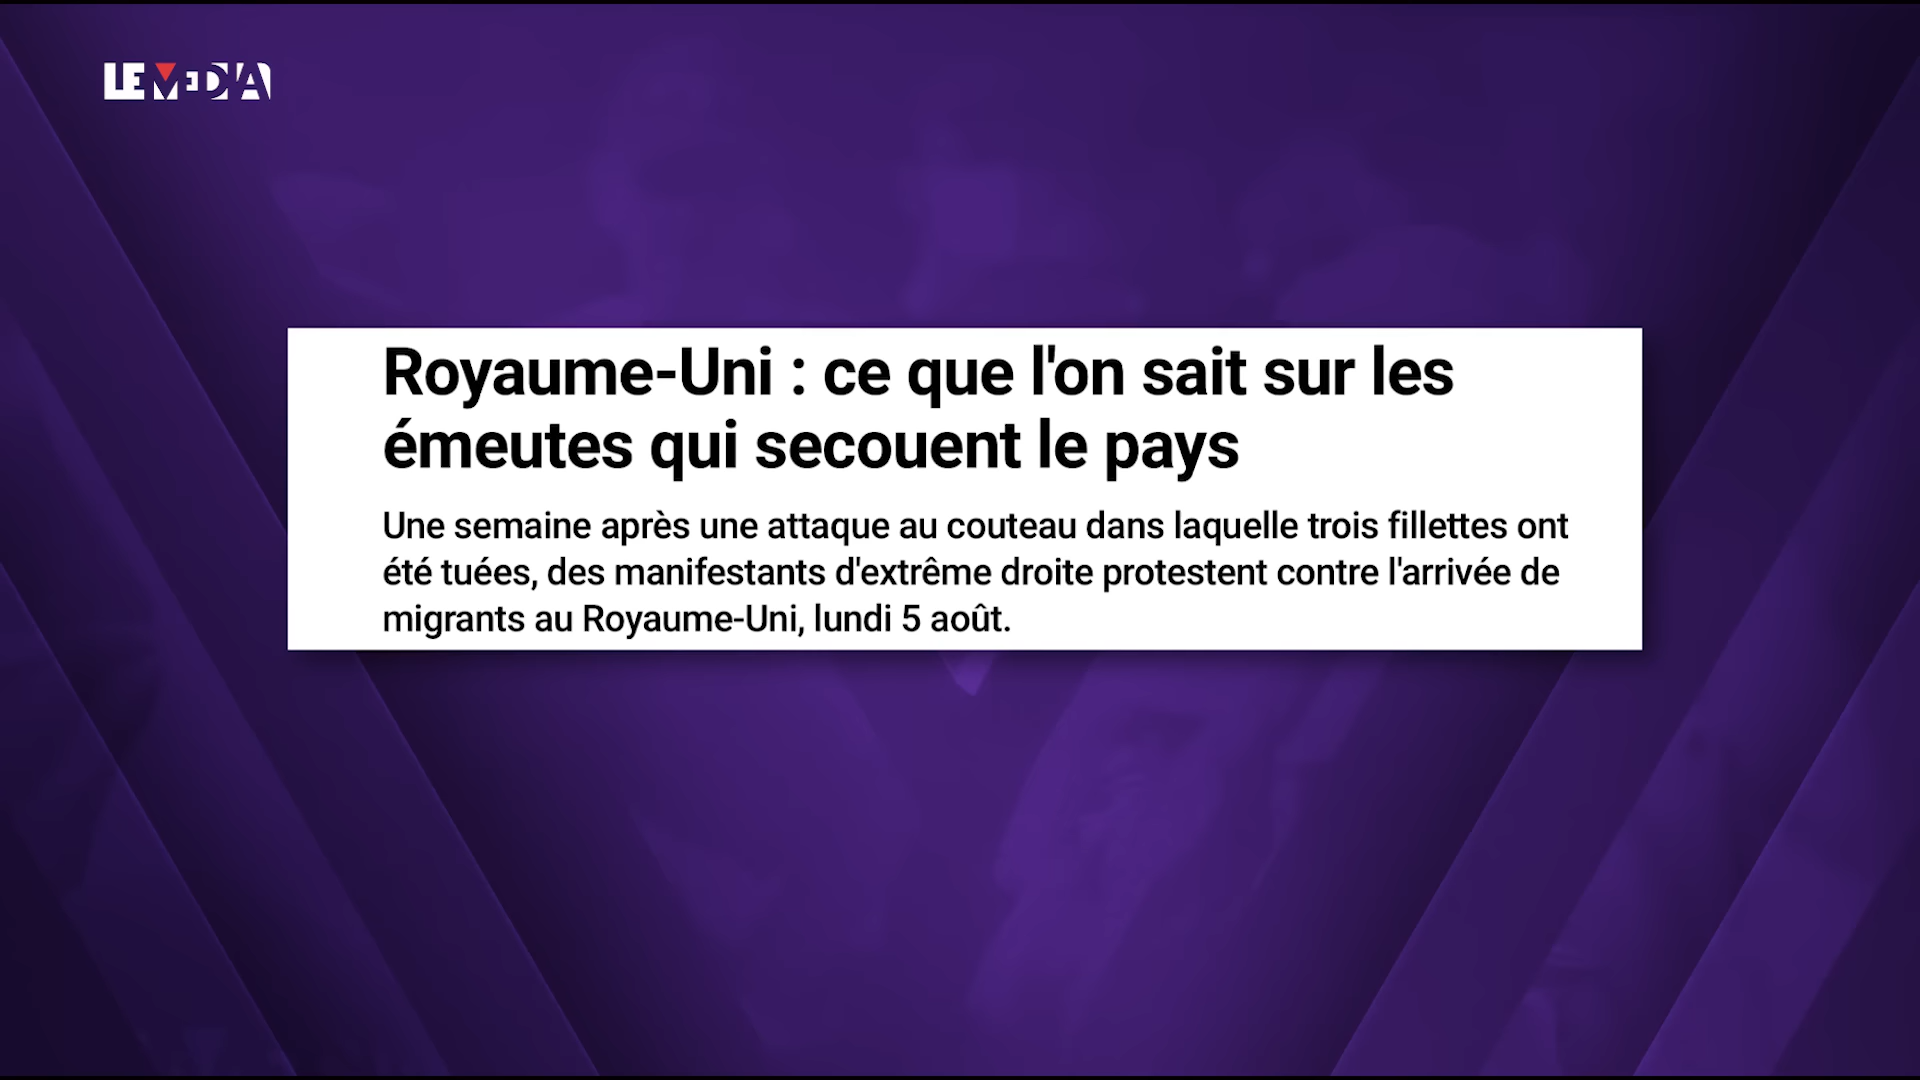 LE MEDIA
Royaume-Uni : ce que l'on sait sur les
émeutes qui secouent le pays
Une semaine après une attaque au couteau dans laquelle trois fillettes ont
été tuées, des manifestants d'extrême droite protestent contre l'arrivée de
migrants au Royaume-Uni, lundi 5 août.